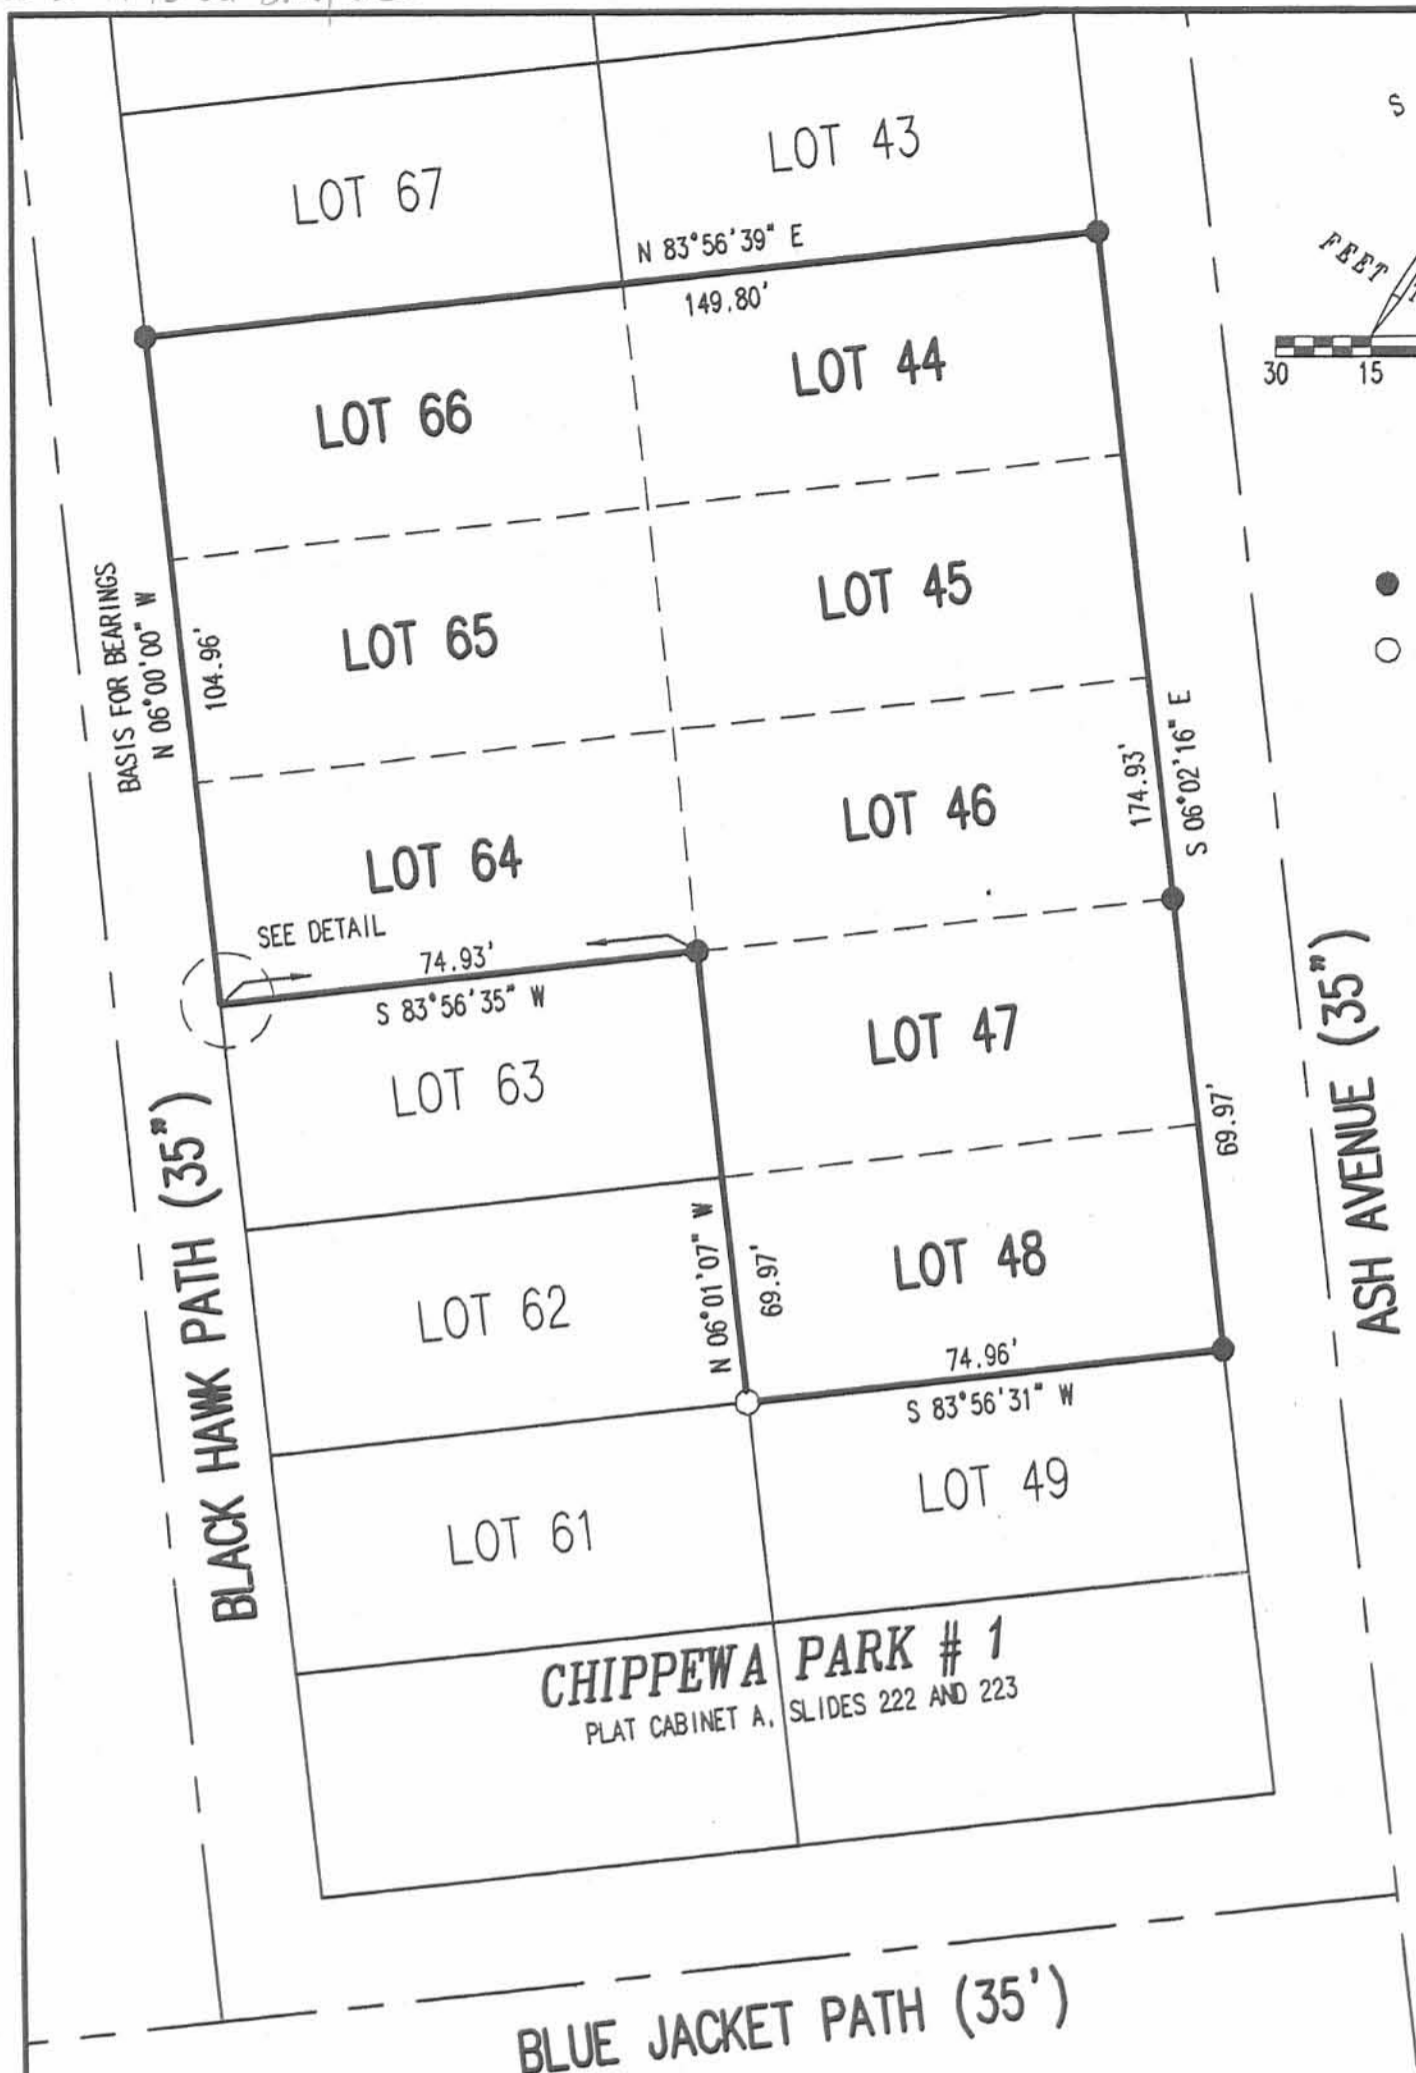 S
LOT 43
LOT 67
N 83°56'39" E
149.80'
FEET
30 15
LOT 44
LOT 66
LOT 45
LOT 65
BASIS FOR BEARINGS
N 06°00'00" W
104.96'
LOT 46
LOT 64
174.93'
S 06°02'16" E
SEE DETAIL
74.93'
S 83°56'35" W
LOT 47
LOT 63
69.97'
ASH AVENUE (35")
BLACK HAWK PATH (35")
LOT 48
LOT 62
N 06°01'07" W
69.97'
74.96'
S 83°56'31" W
LOT 49
LOT 61
CHIPPEWA PARK # 1
PLAT CABINET A, SLIDES 222 AND 223
BLUE JACKET PATH (35')